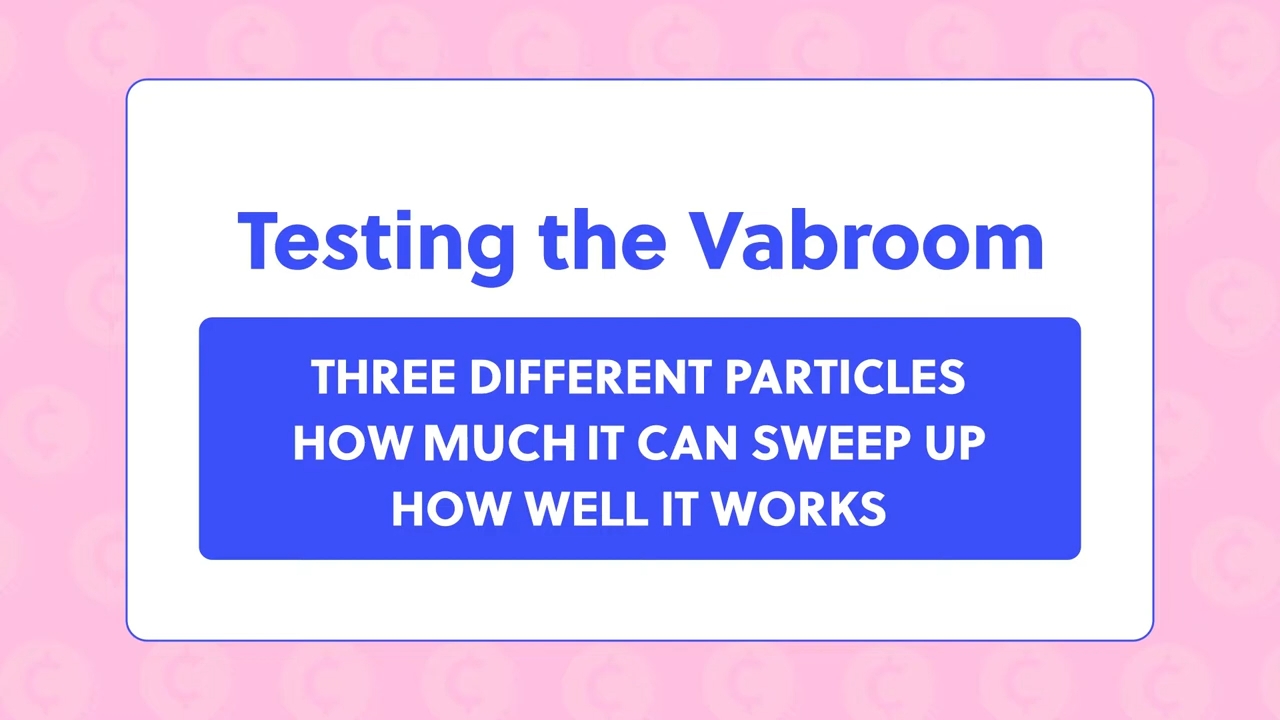 Testing the Vabroom
THREE DIFFERENT PARTICLES
HOW MUCH IT CAN SWEEP UP
HOW WELL IT WORKS